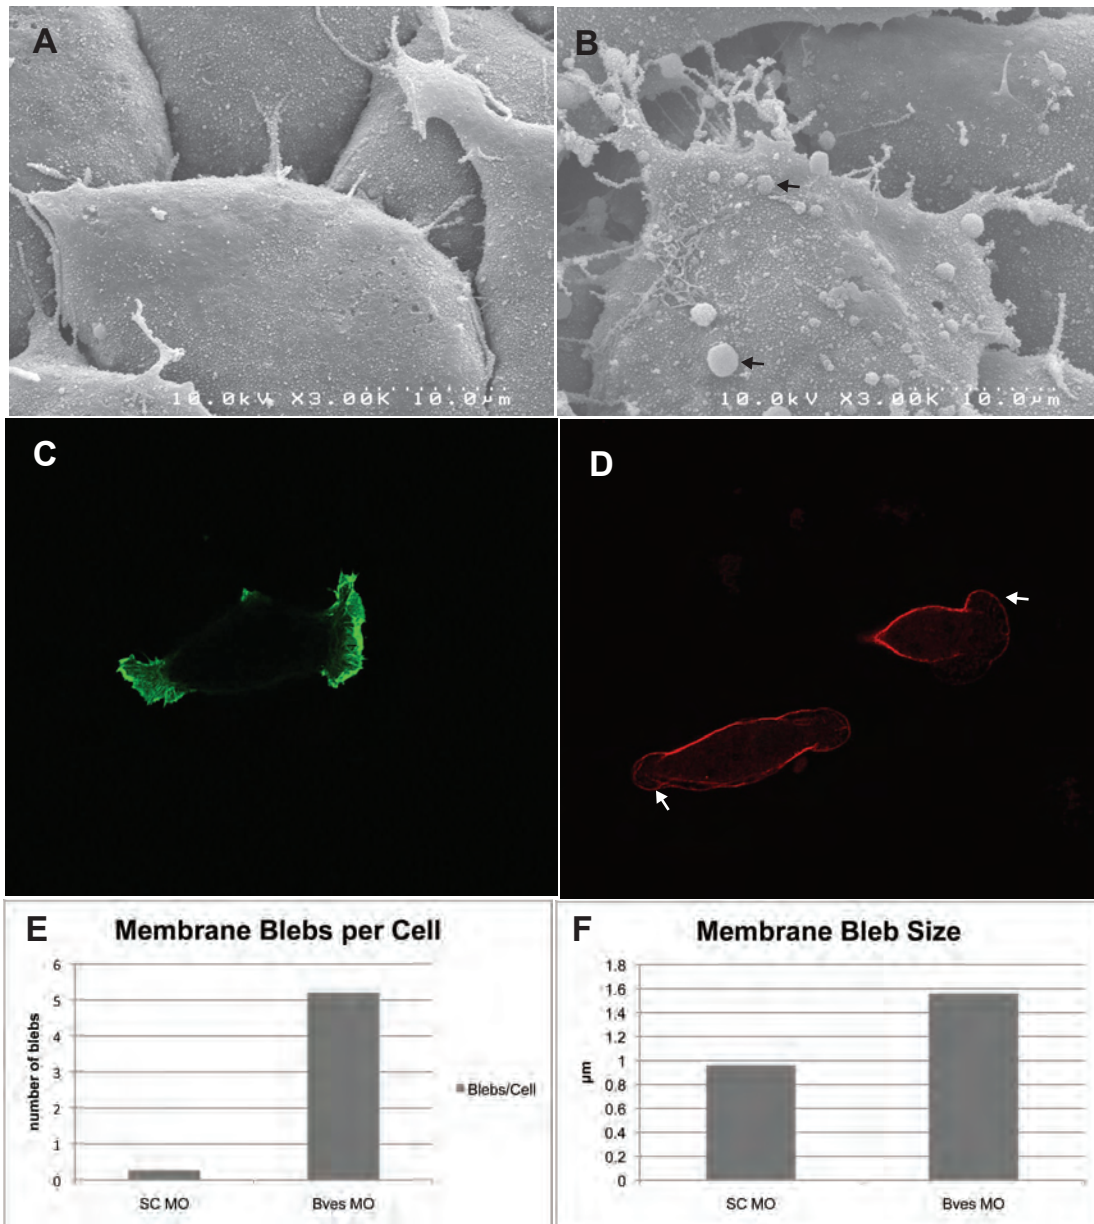 A
B
10.0kV X3.00K 10.0µm
10.0kV X3.00K 10.0µm
C
D
E
Membrane Blebs per Cell
6
5
4
3
2
1
0
number of blebs
SC MO
Bves MO
Blebs/Cell
F
Membrane Bleb Size
1.8
1.6
1.4
1.2
1
0.8
0.6
0.4
0.2
0
µm
SC MO
Bves MO